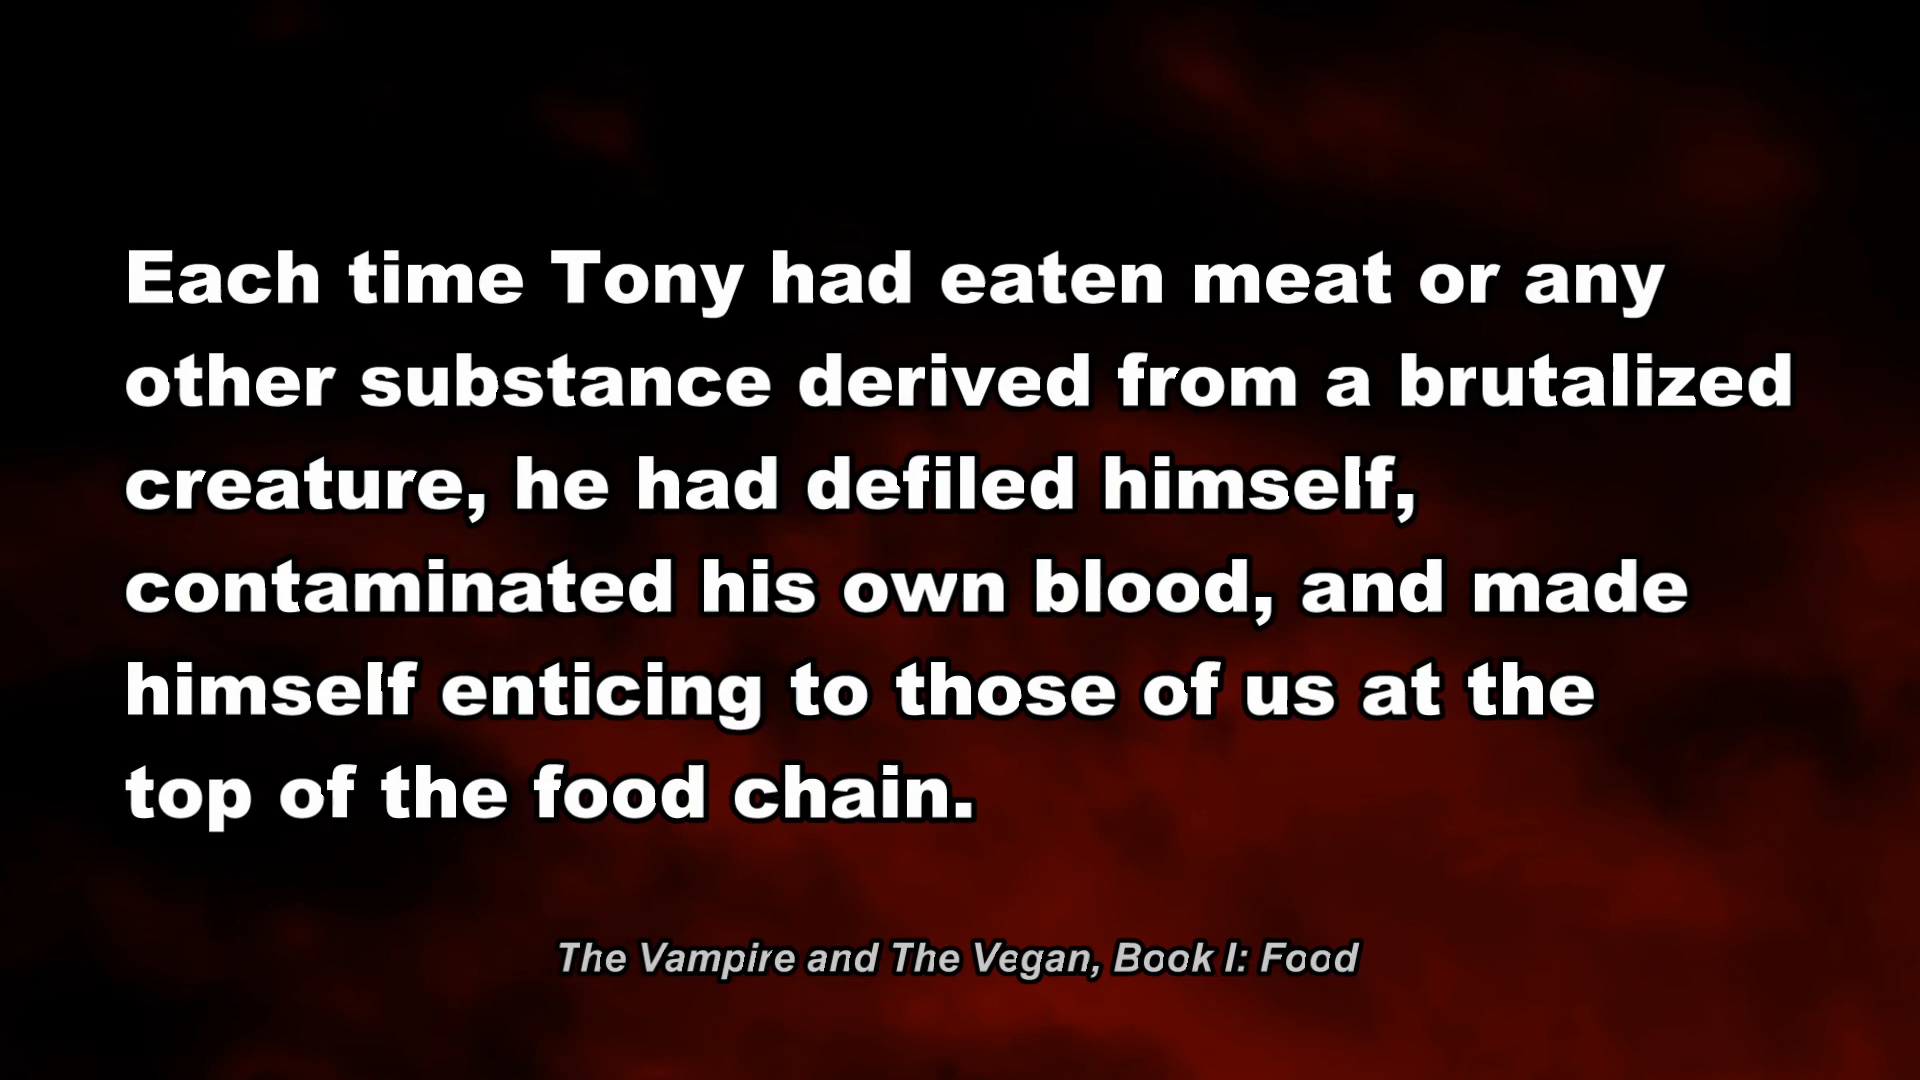 Each time Tony had eaten meat or any
other substance derived from a brutalized
creature, he had defiled himself,
contaminated his own blood, and made
himself enticing to those of us at the
top of the food chain.
The Vampire and The Vegan, Book I: Food